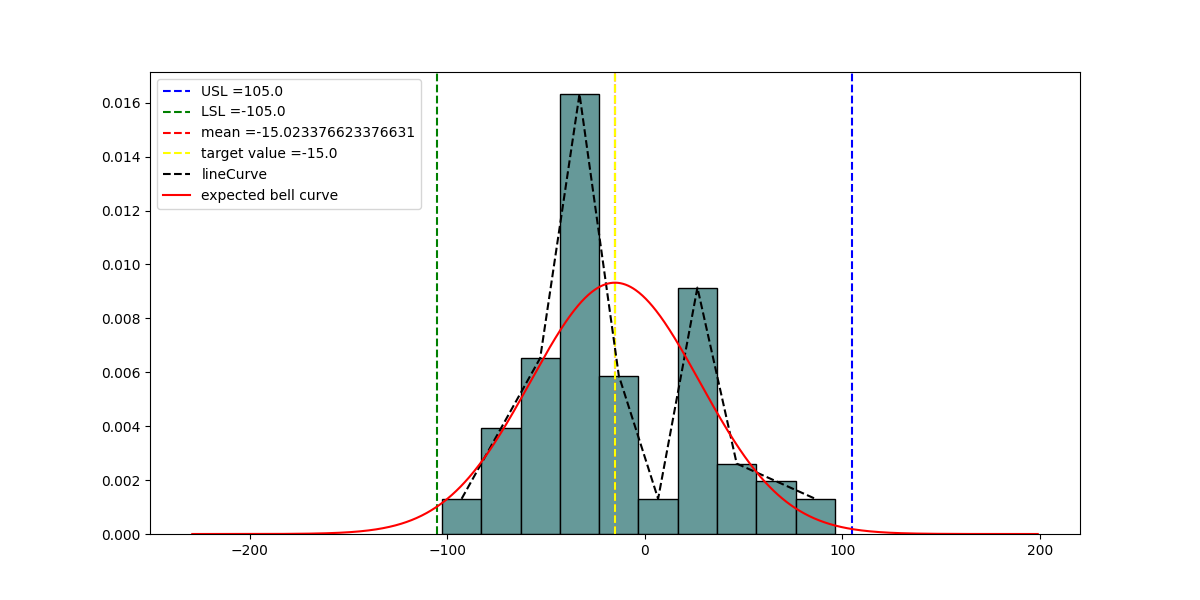 USL =105.0
LSL =-105.0
mean =-15.023376623376631
target value =-15.0
lineCurve
expected bell curve
0.016
0.014
0.012
0.010
0.008
0.006
0.004
0.002
0.000
−200
−100
0
100
200